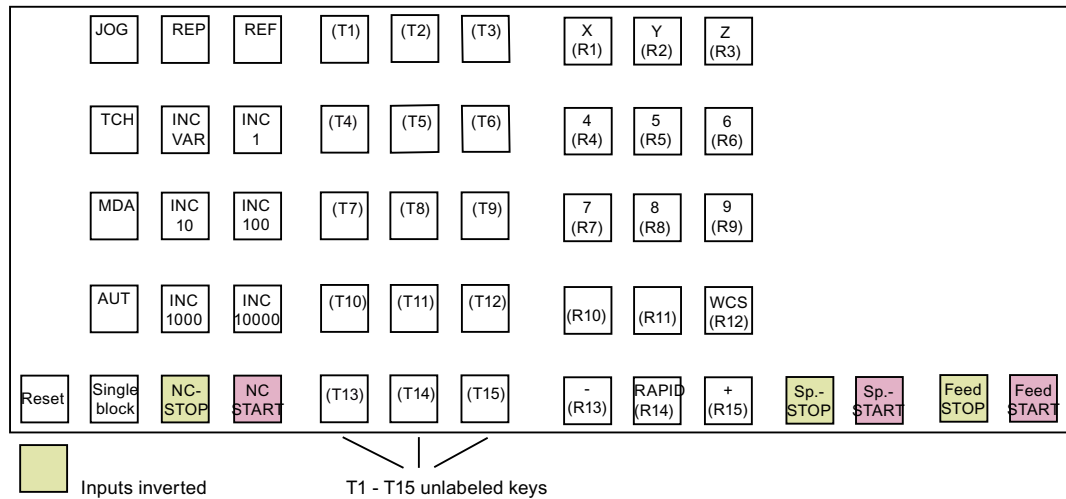 JOG REP REF (T1) (T2) (T3) X Y Z
(R1) (R2) (R3)
TCH INC INC (T4) (T5) (T6) 4 5 6
VAR 1 (R4) (R5) (R6)
MDA INC INC (T7) (T8) (T9) 7 8 9
10 100 (R7) (R8) (R9)
AUT INC INC (T10) (T11) (T12) WCS
1000 10000 (R10) (R11) (R12)
Reset Single NC- NC (T13) (T14) (T15) - RAPID + Sp.- Sp.- Feed Feed
block STOP START (R13) (R14) (R15) STOP START STOP START
Inputs inverted T1 - T15 unlabeled keys